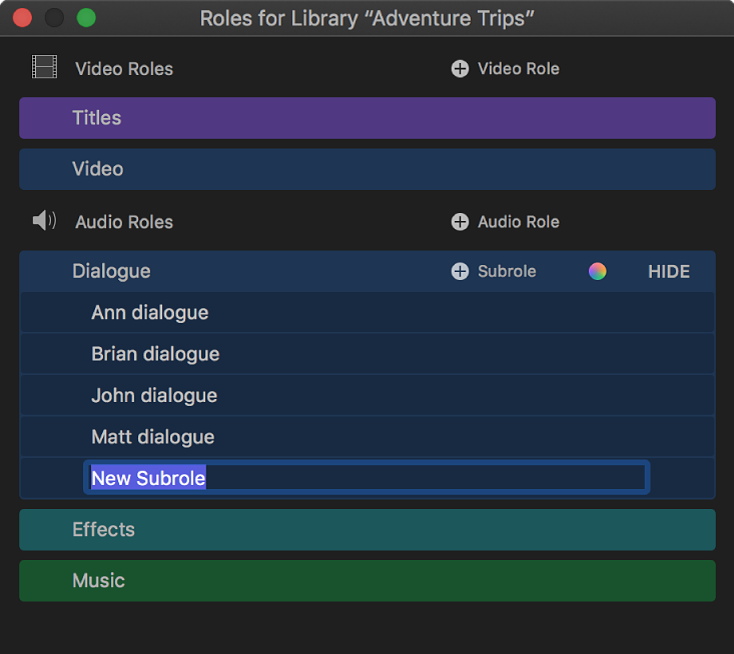 Roles for Library “Adventure Trips”
Video Roles
Video Role
Titles
Video
Audio Roles
Audio Role
Dialogue
Subrole
HIDE
Ann dialogue
Brian dialogue
John dialogue
Matt dialogue
New Subrole
Effects
Music